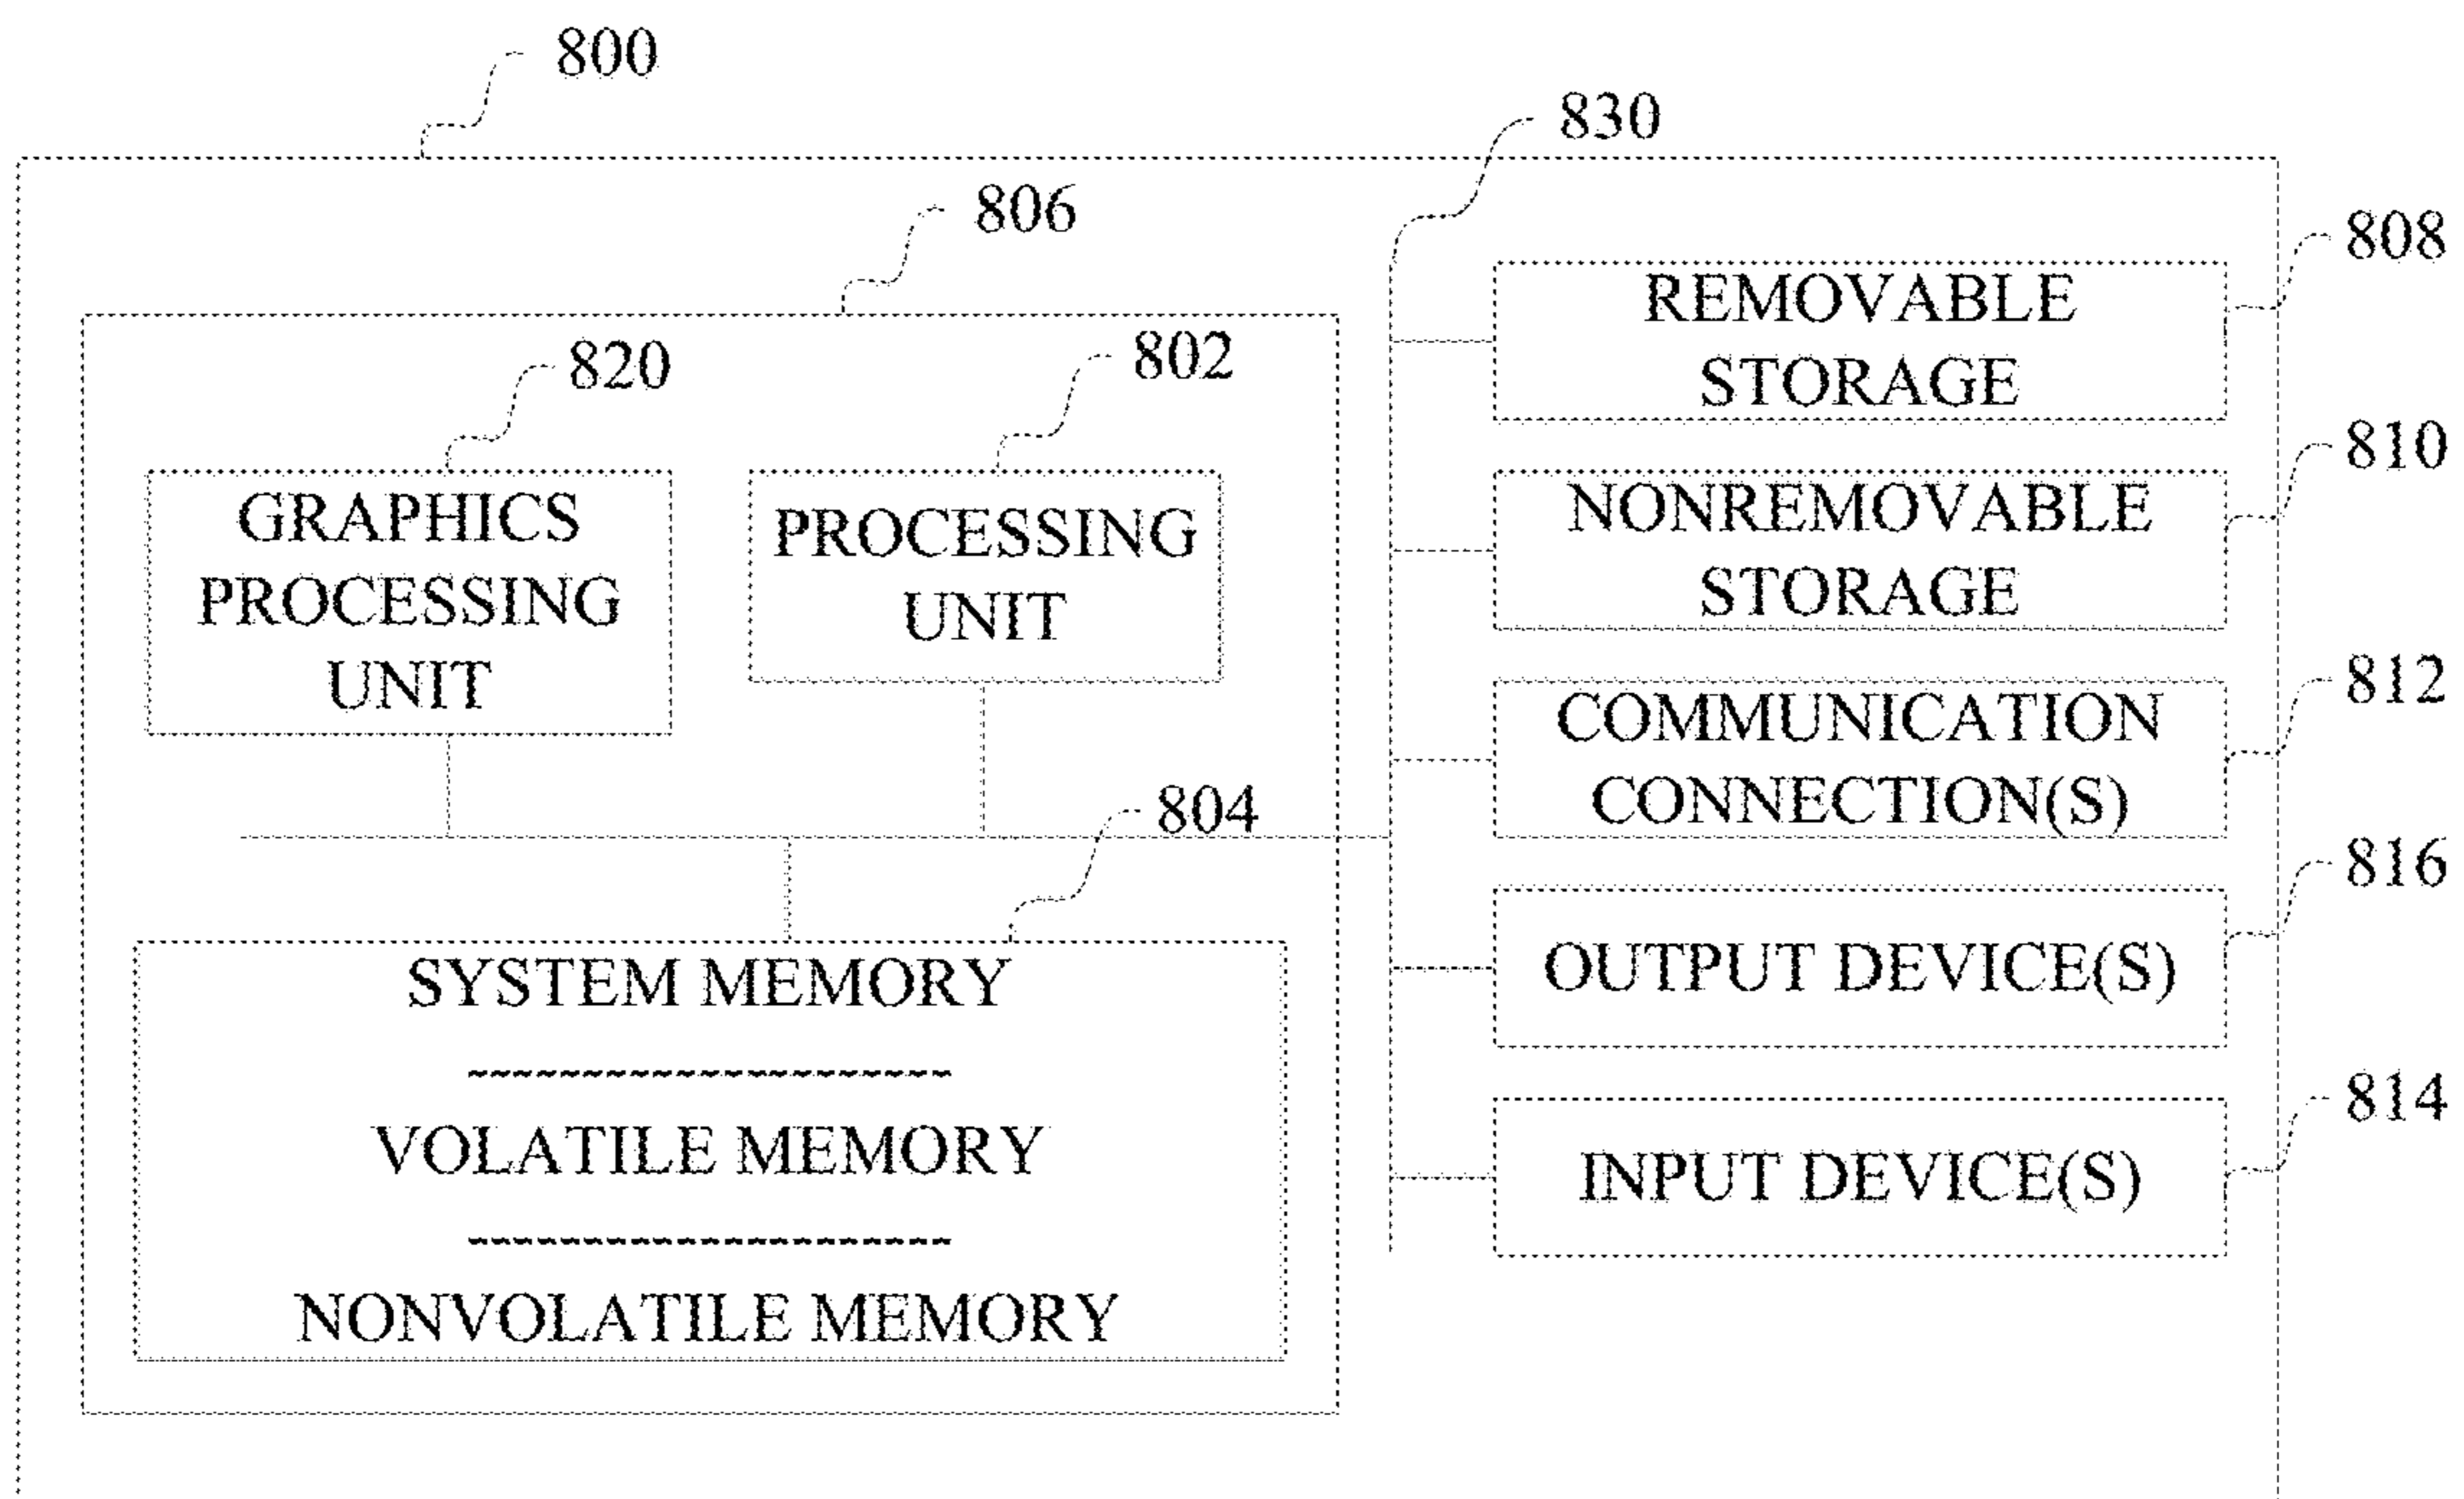 800
830
806
808
REMOVABLE
STORAGE
820
802
810
GRAPHICS
PROCESSING
UNIT
PROCESSING
UNIT
NONREMOVABLE
STORAGE
812
COMMUNICATION
CONNECTION(S)
804
816
OUTPUT DEVICE(S)
SYSTEM MEMORY
VOLATILE MEMORY
NONVOLATILE MEMORY
814
INPUT DEVICE(S)